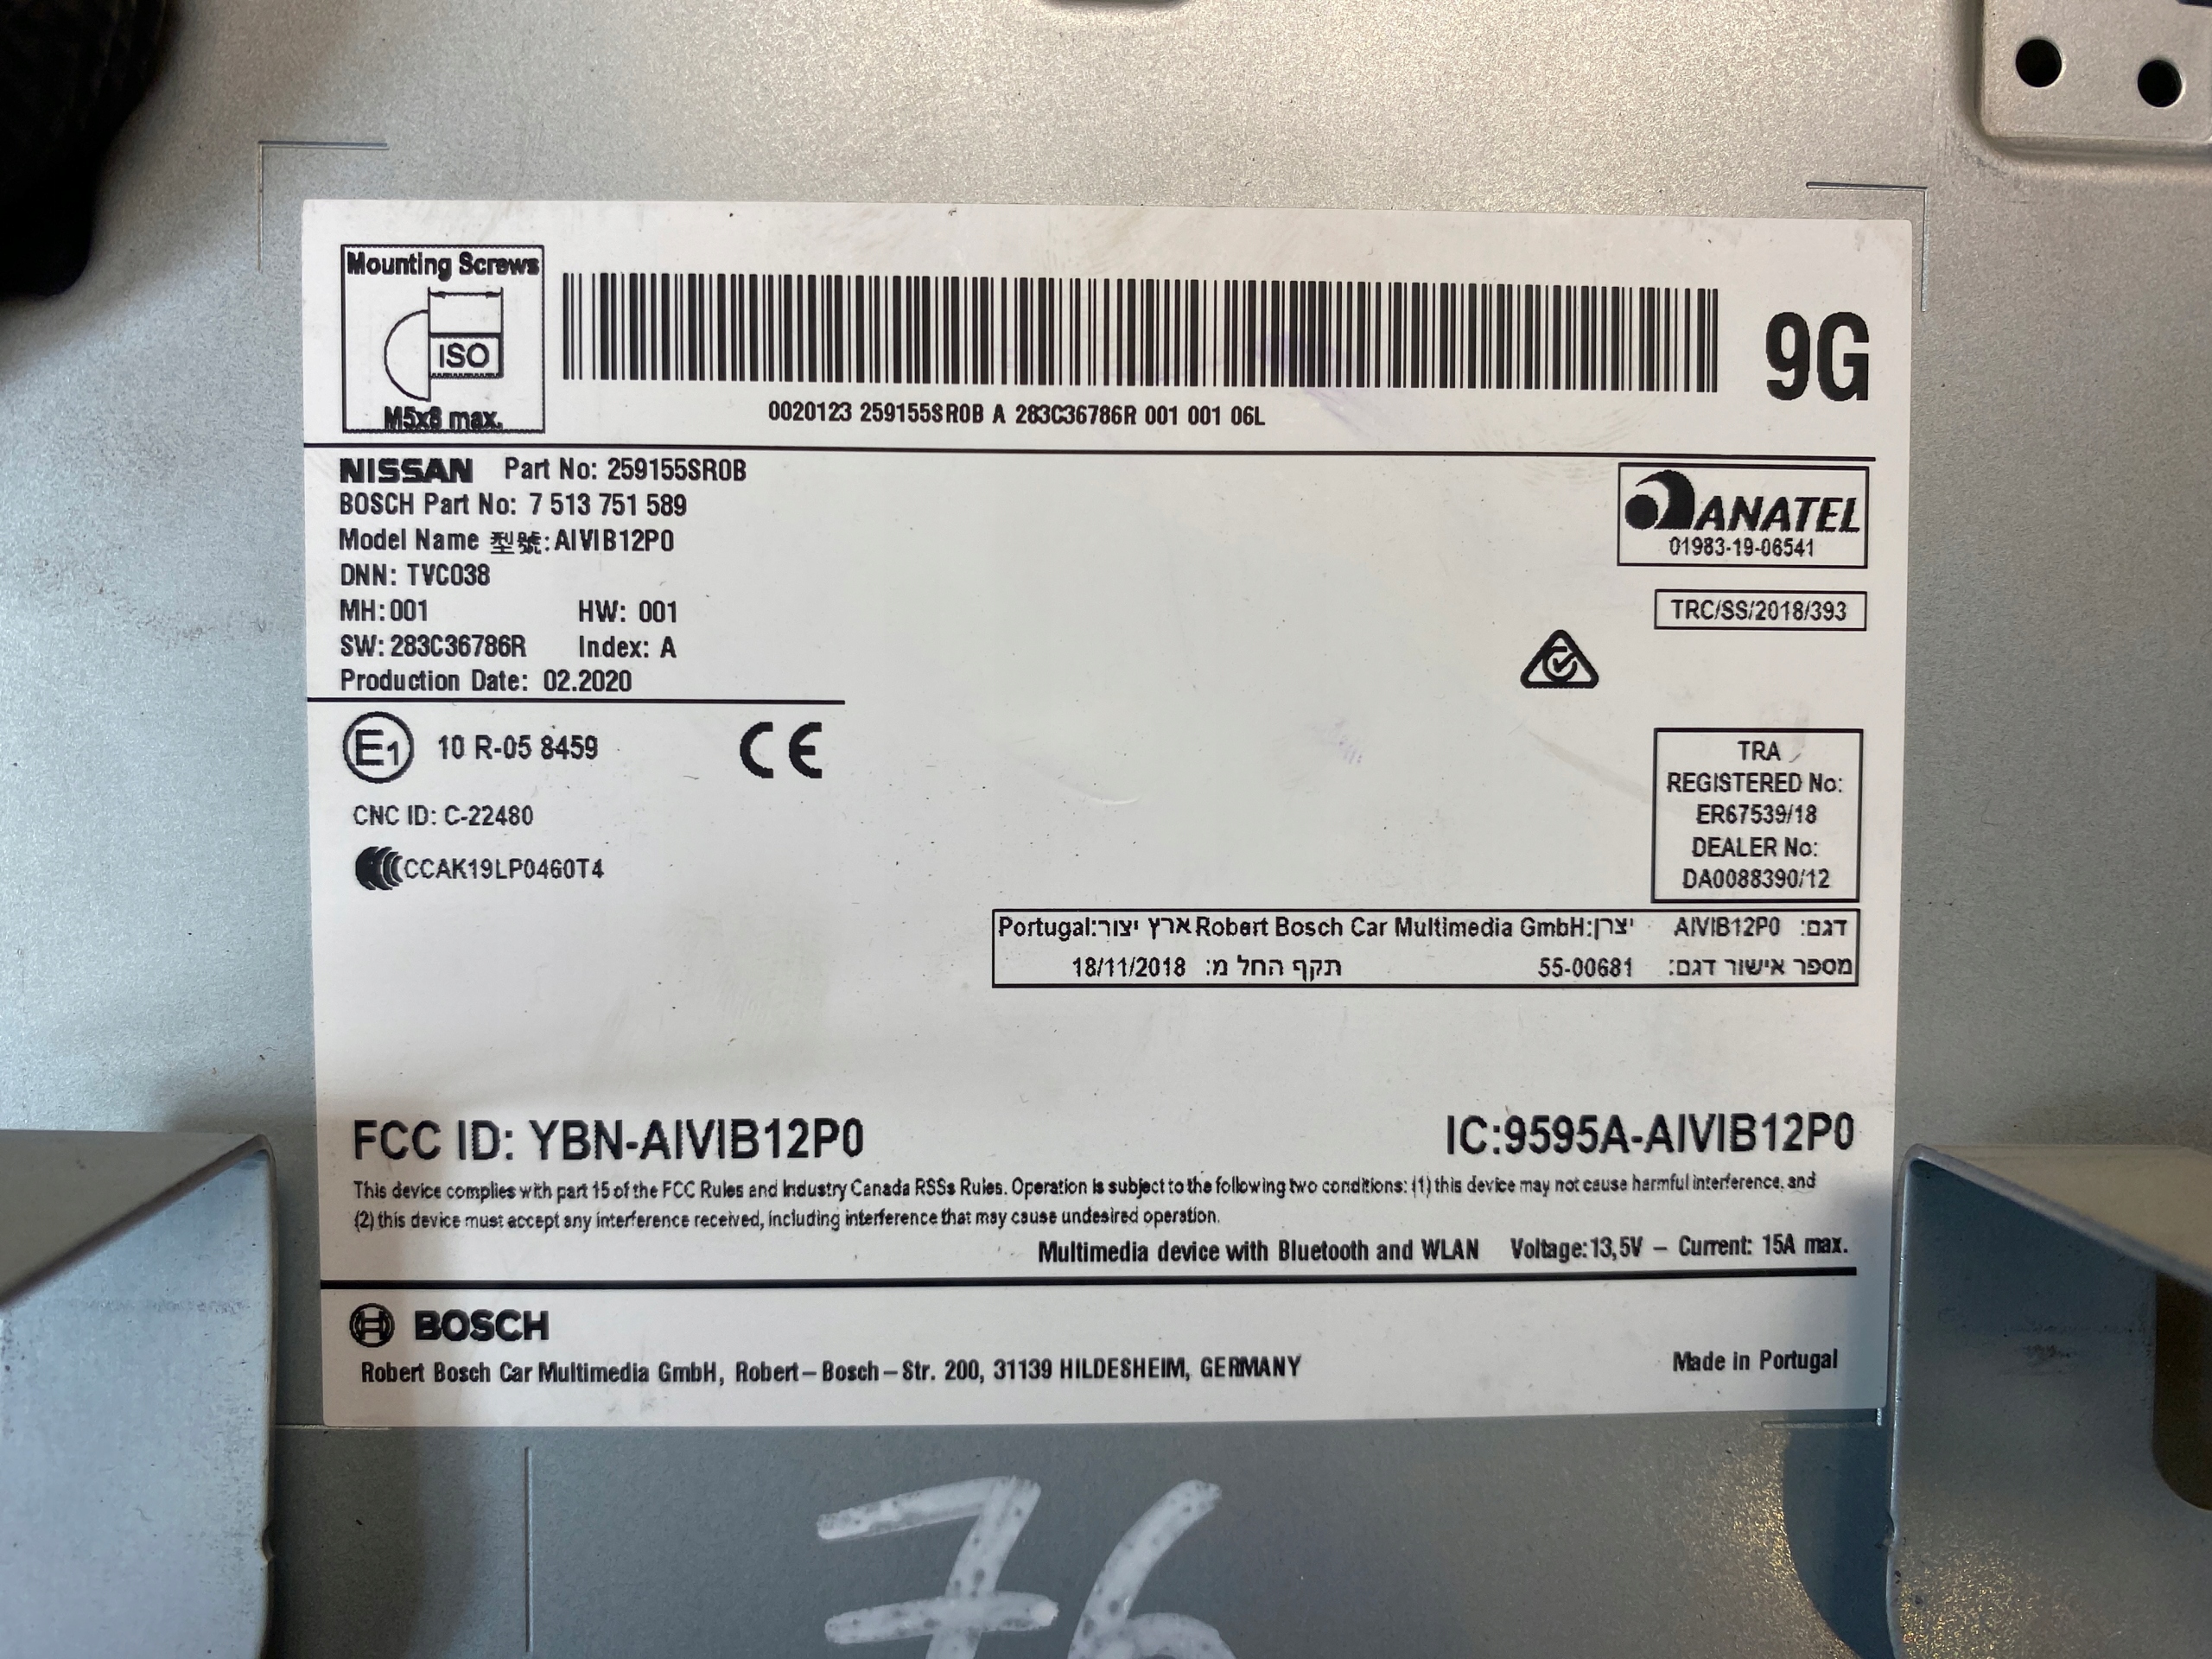 Mounting Screws
ISO
M5x8 max.
0020123 259155SR0B A 283C36786R 001 001 06L
9G
NISSAN Part No: 259155SR0B
BOSCH Part No: 7 513 751 589
Model Name 型號: AIVIB12P0
DNN: TVC038
MH: 001 HW: 001
SW: 283C36786R Index: A
Production Date: 02.2020
ANATEL
01983-19-06541
TRC/SS/2018/393
E1 10 R-05 8459 CE
CNC ID: C-22480
CCC CCAK19LP0460T4
TRA
REGISTERED No:
ER67539/18
DEALER No:
DA0088390/12
דגם: AIVIB12P0 יצרן: Robert Bosch Car Multimedia GmbH ארץ יצור: Portugal
מספר אישור דגם: 55-00681 תקף החל מ: 18/11/2018
FCC ID: YBN-AIVIB12P0 IC:9595A-AIVIB12P0
This device complies with part 15 of the FCC Rules and Industry Canada RSSs Rules. Operation is subject to the following two conditions: (1) this device may not cause harmful interference, and
(2) this device must accept any interference received, including interference that may cause undesired operation.
Multimedia device with Bluetooth and WLAN Voltage: 13,5V – Current: 15A max.
BOSCH
Robert Bosch Car Multimedia GmbH, Robert–Bosch–Str. 200, 31139 HILDESHEIM, GERMANY
Made in Portugal
76